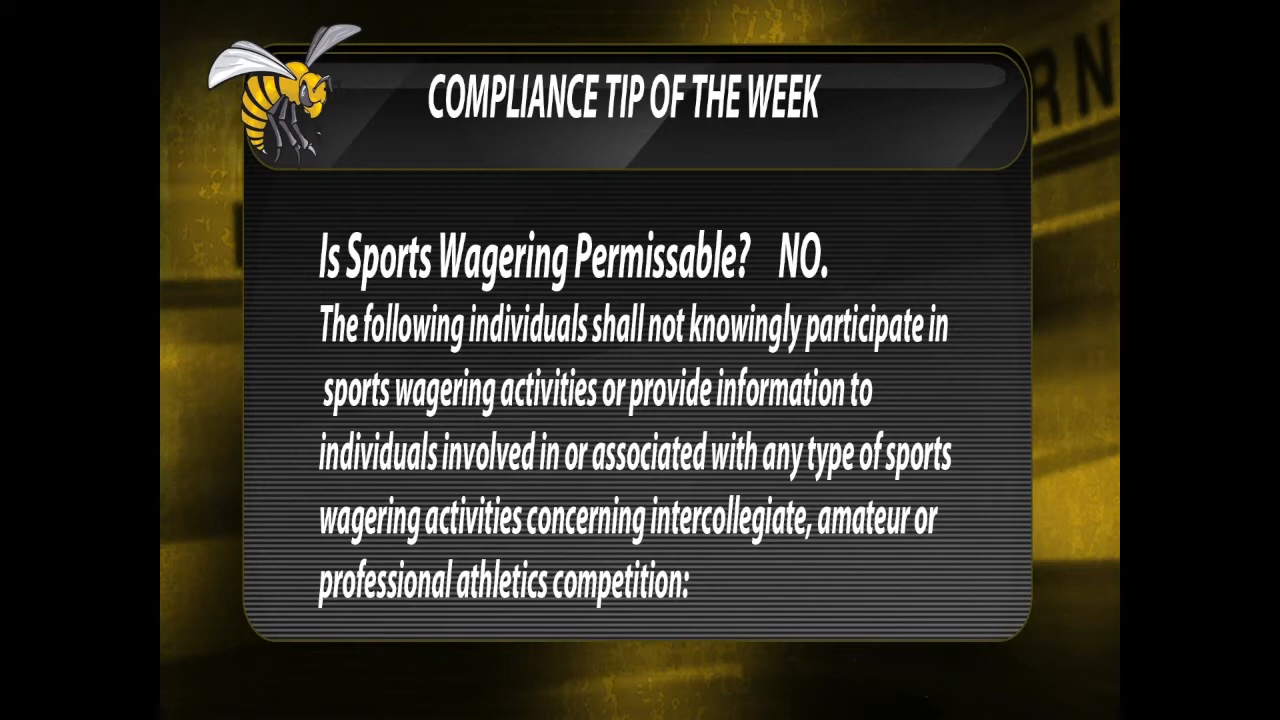 RN
COMPLIANCE TIP OF THE WEEK
Is Sports Wagering Permissable? NO.
The following individuals shall not knowingly participate in
sports wagering activities or provide information to
individuals involved in or associated with any type of sports
wagering activities concerning intercollegiate, amateur or
professional athletics competition: